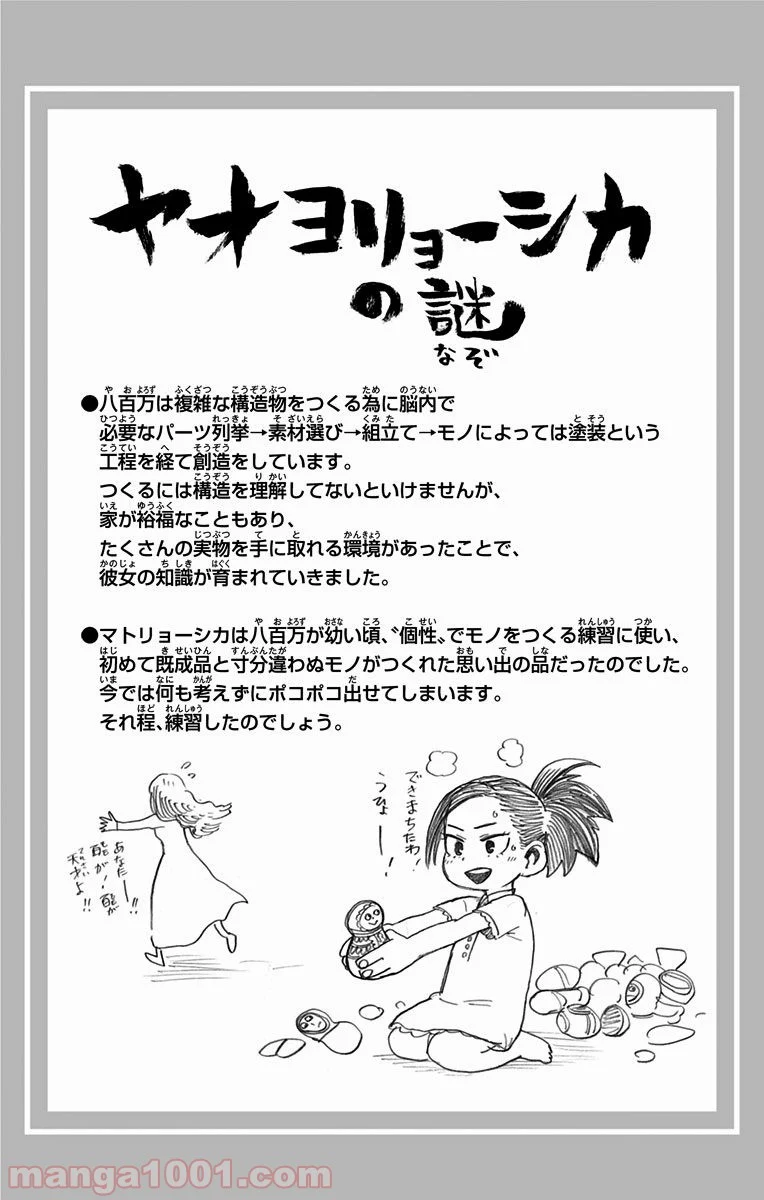 ヤオヨリョーシカ
の謎
なぞ
●八百万は複雑な構造物をつくる為に脳内で
必要なパーツ列挙→素材選び→組立て→モノによっては塗装という
工程を経て創造をしています。
つくるには構造を理解してないといけませんが、
家が裕福なこともあり、
たくさんの実物を手に取れる環境があったことで、
彼女の知識が育まれていきました。
●マトリョーシカは八百万が幼い頃、〝個性〟でモノをつくる練習に使い、
初めて既成品と寸分違わぬモノがつくれた思い出の品だったのでした。
今では何も考えずにポコポコ出せてしまいます。
それ程、練習したのでしょう。
できまちたわ!
うひょーー!
あなたーー!!
百が!百が
天才よ!!
manga1001.com